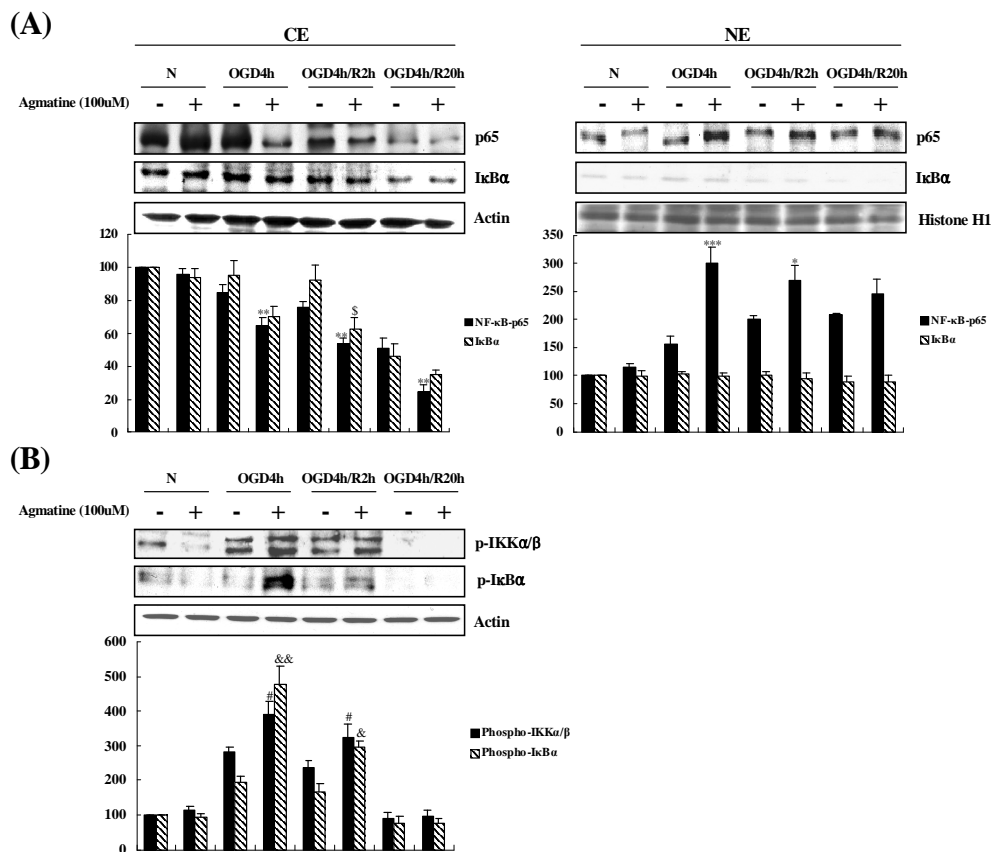 (A)
CE
N OGD4h OGD4h/R2h OGD4h/R20h
Agmatine (100uM) - + - + - + - +
p65
IκBα
Actin
120
100
80
60
40
20
0
** ** $ **
NF-κB-p65
IκBα
NE
N OGD4h OGD4h/R2h OGD4h/R20h
- + - + - + - +
p65
IκBα
Histone H1
350
300
250
200
150
100
50
0
*** *
NF-κB-p65
IκBα
(B)
N OGD4h OGD4h/R2h OGD4h/R20h
Agmatine (100uM) - + - + - + - +
p-IKKα/β
p-IκBα
Actin
600
500
400
300
200
100
0
# && # &
Phospho-IKKα/β
Phospho-IκBα